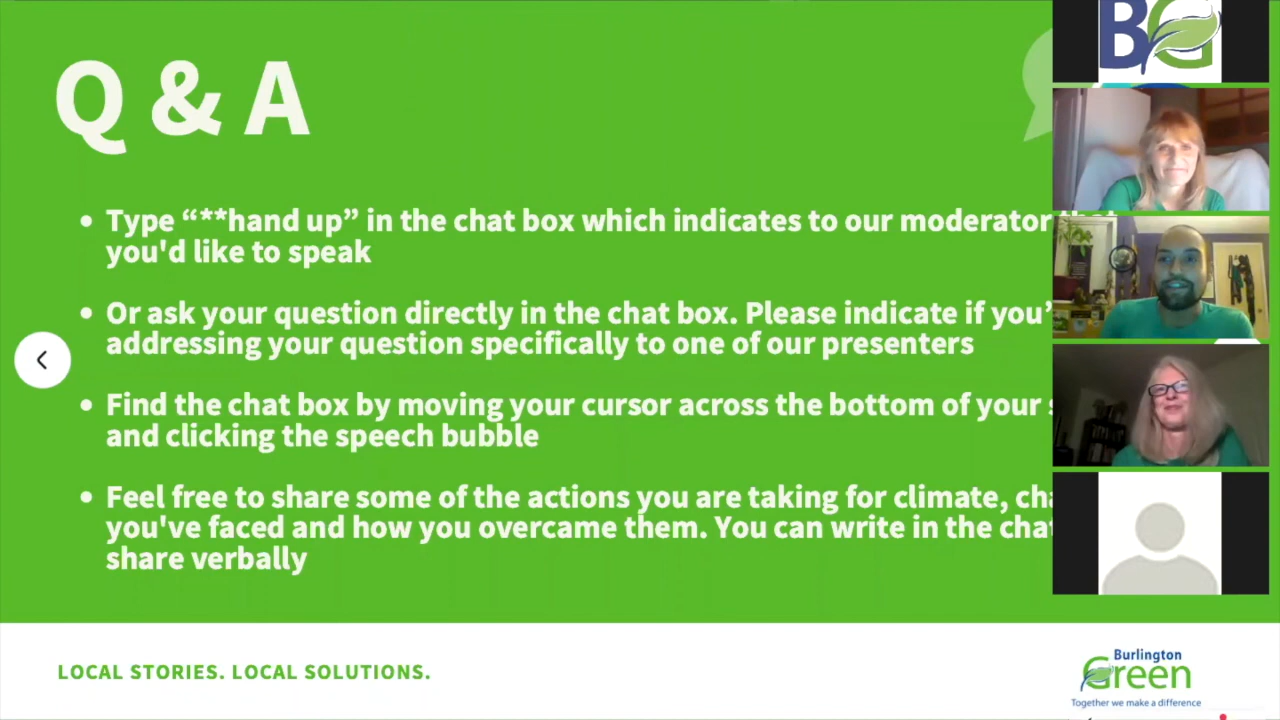 Q & A
• Type “**hand up” in the chat box which indicates to our moderator that
you'd like to speak
• Or ask your question directly in the chat box. Please indicate if you’
addressing your question specifically to one of our presenters
• Find the chat box by moving your cursor across the bottom of your
and clicking the speech bubble
• Feel free to share some of the actions you are taking for climate,
you've faced and how you overcame them. You can write in the chat
share verbally
LOCAL STORIES. LOCAL SOLUTIONS.
BG
Burlington
Green
Together we make a difference